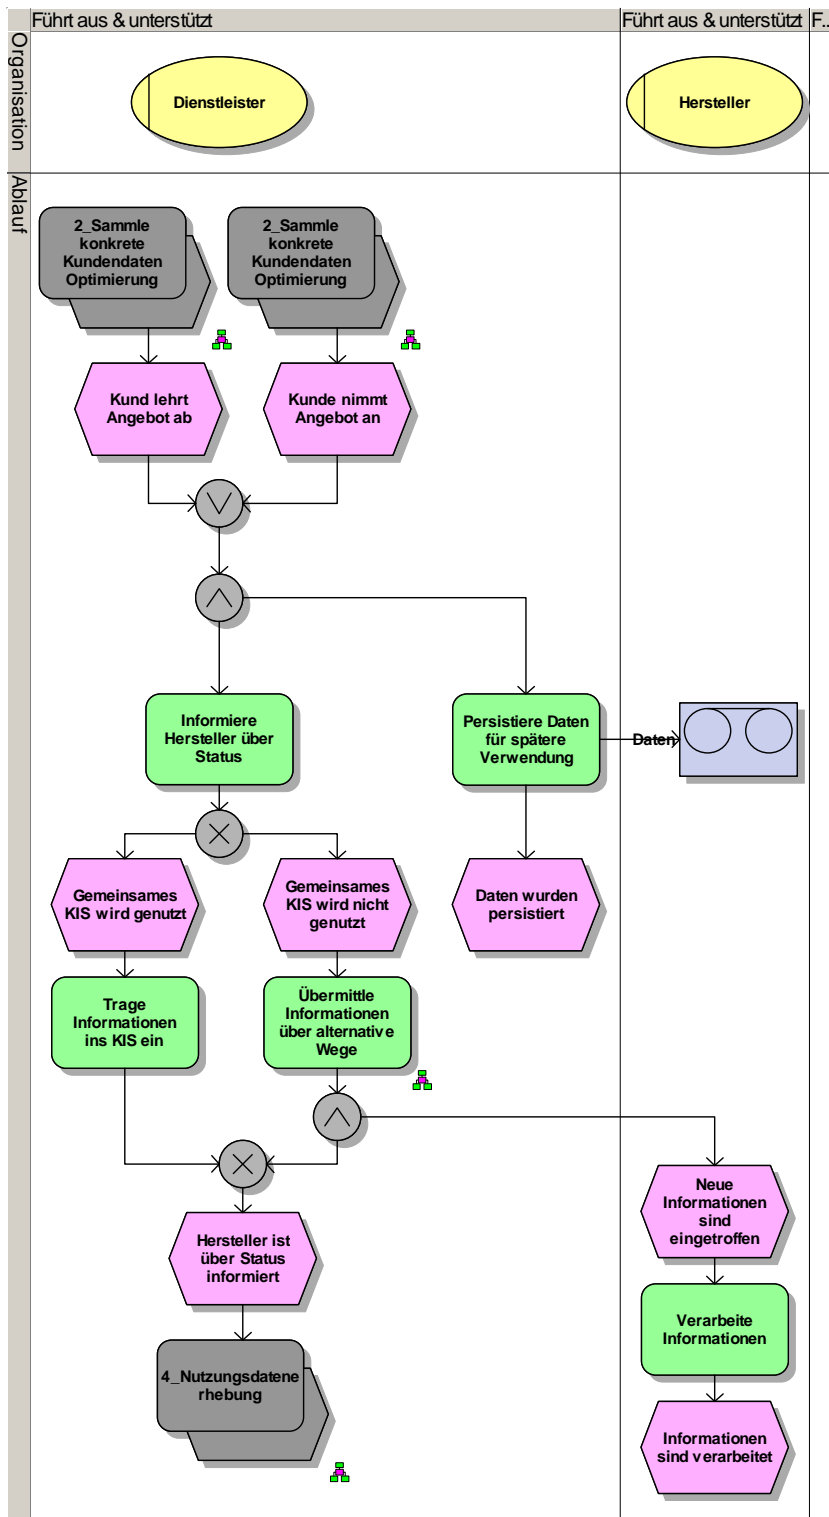 Führt aus & unterstützt
Führt aus & unterstützt
F..
Organisation
Dienstleister
Hersteller
Ablauf
2_Sammle
konkrete
Kundendaten
Optimierung
2_Sammle
konkrete
Kundendaten
Optimierung
Kund lehrt
Angebot ab
Kunde nimmt
Angebot an
Informiere
Hersteller über
Status
Persistiere Daten
für spätere
Verwendung
Daten
Gemeinsames
KIS wird genutzt
Gemeinsames
KIS wird nicht
genutzt
Daten wurden
persistiert
Trage
Informationen
ins KIS ein
Übermittle
Informationen
über alternative
Wege
Neue
Informationen
sind
eingetroffen
Hersteller ist
über Status
informiert
Verarbeite
Informationen
4_Nutzungsdatene
rhebung
Informationen
sind verarbeitet